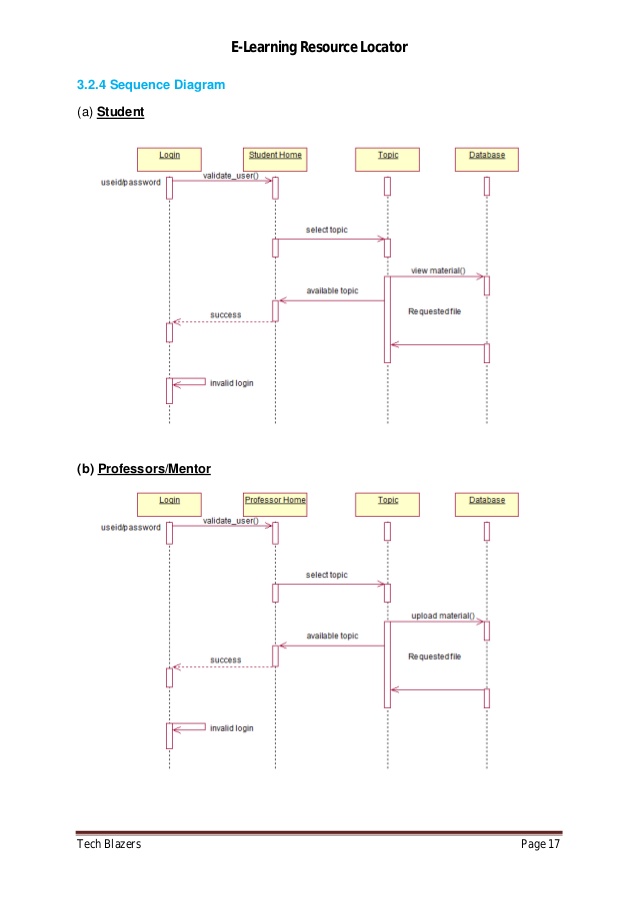 E-Learning Resource Locator
3.2.4 Sequence Diagram
(a) Student
Login Student Home Topic Database
useid/password
validate_user()
select topic
view material()
available topic
Requested file
success
invalid login
(b) Professors/Mentor
Login Professor Home Topic Database
useid/password
validate_user()
select topic
upload material()
available topic
Requested file
success
invalid login
Tech Blazers Page 17